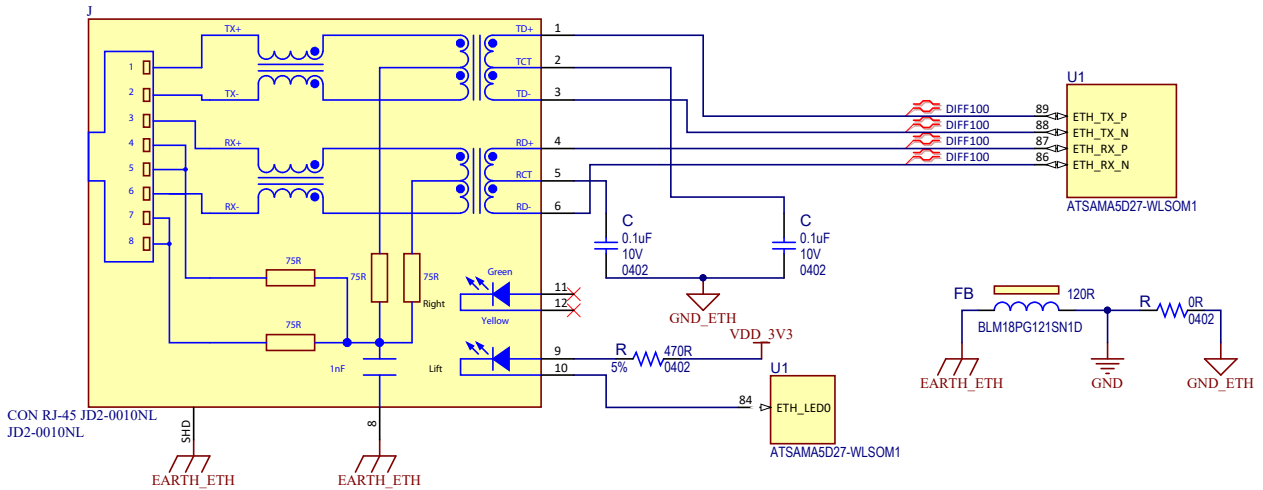 J
TX+
TX-
RX+
RX-
1
2
3
4
5
6
7
8
TD+
TCT
TD-
RD+
RCT
RD-
1
2
3
4
5
6
75R
75R
75R
75R
Right
Green
Yellow
Lift
1nF
11
12
9
10
SHD
8
CON RJ-45 JD2-0010NL
JD2-0010NL
EARTH_ETH
EARTH_ETH
C
0.1uF
10V
0402
C
0.1uF
10V
0402
GND_ETH
VDD_3V3
R
470R
5%
0402
U1
84
ETH_LED0
ATSAMA5D27-WLSOM1
DIFF100
DIFF100
DIFF100
DIFF100
U1
89
ETH_TX_P
88
ETH_TX_N
87
ETH_RX_P
86
ETH_RX_N
ATSAMA5D27-WLSOM1
FB
120R
BLM18PG121SN1D
R
0R
0402
EARTH_ETH
GND
GND_ETH